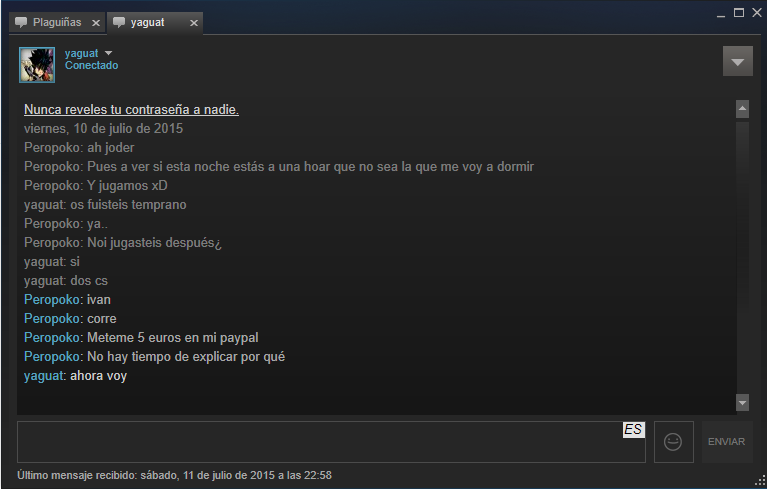 Plaguiñas
yaguat
yaguat
Conectado
Nunca reveles tu contraseña a nadie.
viernes, 10 de julio de 2015
Peropoko: ah joder
Peropoko: Pues a ver si esta noche estás a una hoar que no sea la que me voy a dormir
Peropoko: Y jugamos xD
yaguat: os fuisteis temprano
Peropoko: ya..
Peropoko: Noi jugasteis después¿
yaguat: si
yaguat: dos cs
Peropoko: ivan
Peropoko: corre
Peropoko: Meteme 5 euros en mi paypal
Peropoko: No hay tiempo de explicar por qué
yaguat: ahora voy
ES
ENVIAR
Último mensaje recibido: sábado, 11 de julio de 2015 a las 22:58